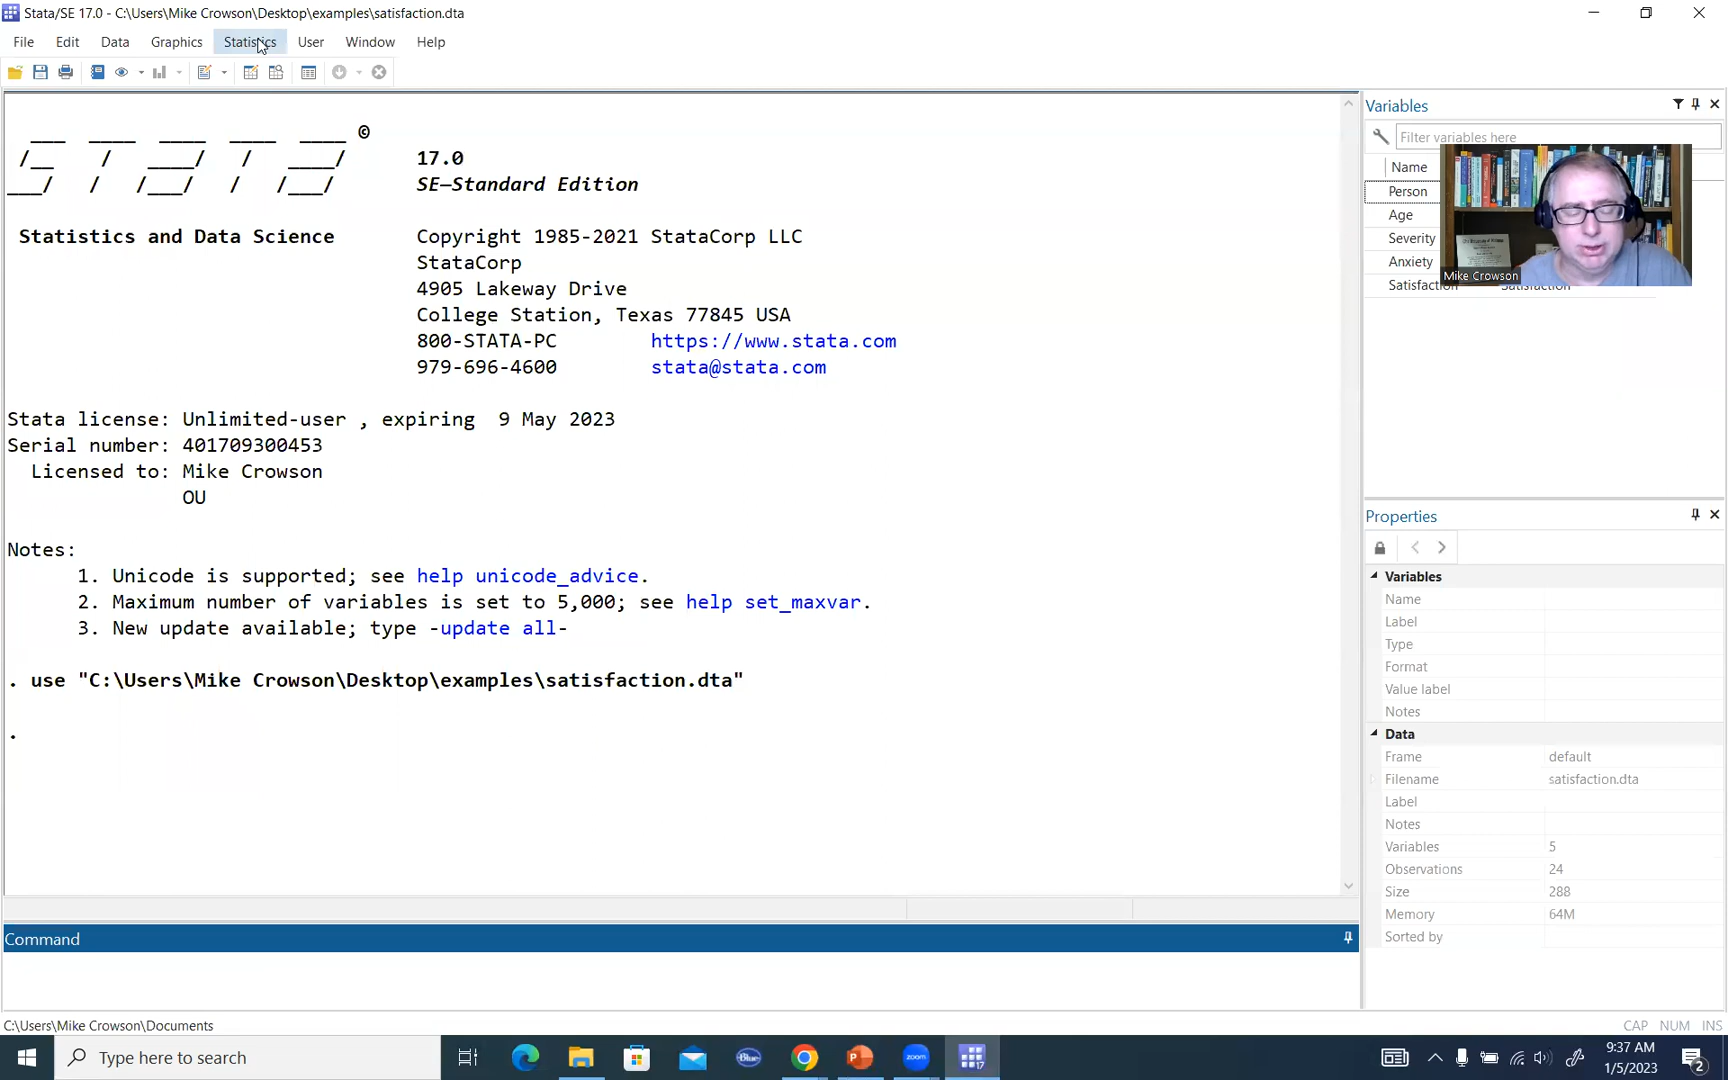 Stata/SE 17.0 - C:\Users\Mike Crowson\Desktop\examples\satisfaction.dta
File Edit Data Graphics Statistics User Window Help
©
17.0
SE—Standard Edition
Statistics and Data Science
Copyright 1985-2021 StataCorp LLC
StataCorp
4905 Lakeway Drive
College Station, Texas 77845 USA
800-STATA-PC https://www.stata.com
979-696-4600 stata@stata.com
Stata license: Unlimited-user , expiring 9 May 2023
Serial number: 401709300453
Licensed to: Mike Crowson
OU
Notes:
1. Unicode is supported; see help unicode_advice.
2. Maximum number of variables is set to 5,000; see help set_maxvar.
3. New update available; type -update all-
. use "C:\Users\Mike Crowson\Desktop\examples\satisfaction.dta"
.
Command
C:\Users\Mike Crowson\Documents
Variables
Filter variables here
Name
Person
Age
Severity
Anxiety
Satisfaction Satisfaction
Mike Crowson
Properties
Variables
Name
Label
Type
Format
Value label
Notes
Data
Frame default
Filename satisfaction.dta
Label
Notes
Variables 5
Observations 24
Size 288
Memory 64M
Sorted by
CAP NUM INS
Type here to search
Blue
zoom
17
9:37 AM
1/5/2023
2